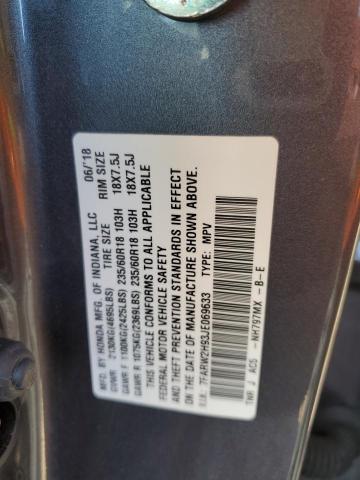 MFD. BY HONDA MFG. OF INDIANA, LLC 06/'18
GVWR 2130KG(4695LBS) TIRE SIZE RIM SIZE
GAWR F 1100KG(2425LBS) 235/60R18 103H 18X7.5J
GAWR R 1075KG(2369LBS) 235/60R18 103H 18X7.5J
THIS VEHICLE CONFORMS TO ALL APPLICABLE
FEDERAL MOTOR VEHICLE SAFETY
AND THEFT PREVENTION STANDARDS IN EFFECT
ON THE DATE OF MANUFACTURE SHOWN ABOVE.
V.I.N.: 7FARW2H93JE069633 TYPE: MPV
TWR J AC5 -NH797MX -B-E